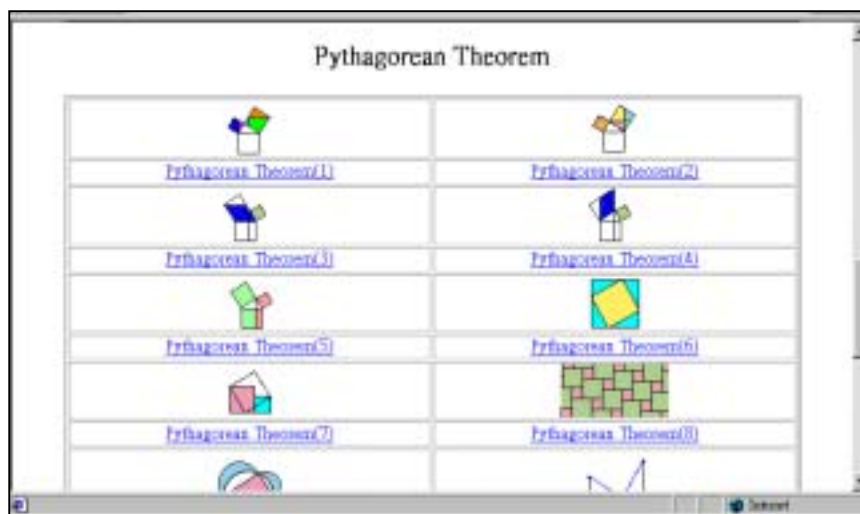 Pythagorean Theorem
Pythagorean Theorem(1) Pythagorean Theorem(2)
Pythagorean Theorem(3) Pythagorean Theorem(4)
Pythagorean Theorem(5) Pythagorean Theorem(6)
Pythagorean Theorem(7) Pythagorean Theorem(8)
Internet